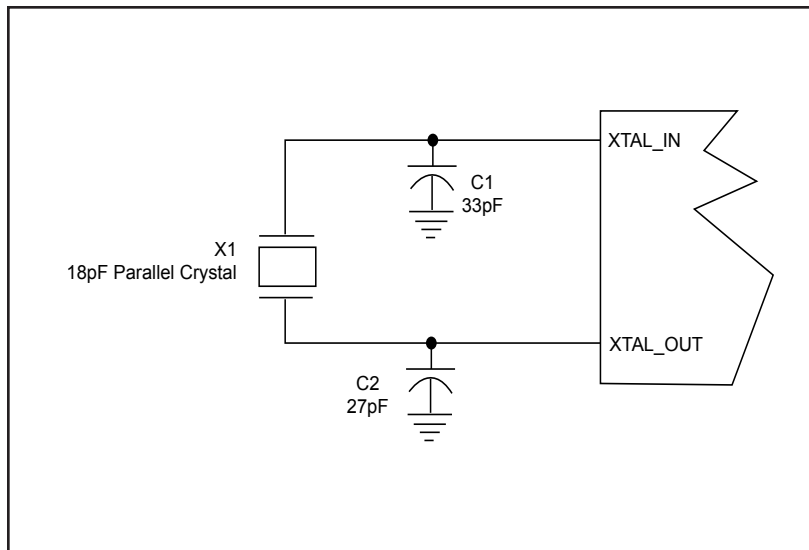 XTAL_IN
C1
33pF
X1
18pF Parallel Crystal
XTAL_OUT
C2
27pF